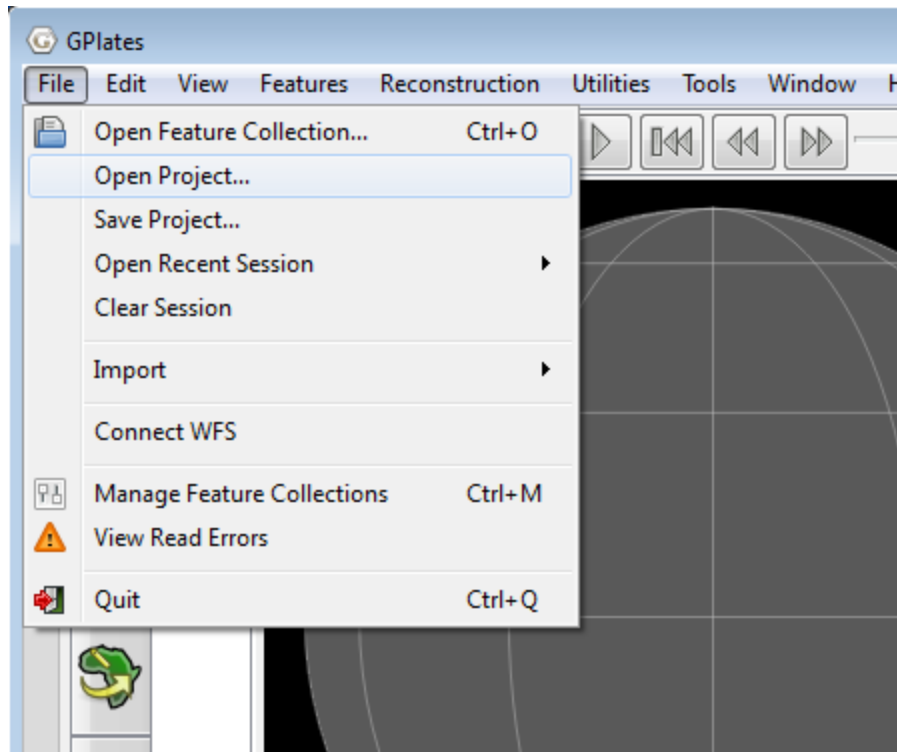 GPlates
File Edit View Features Reconstruction Utilities Tools Window
Open Feature Collection... Ctrl+O
Open Project...
Save Project...
Open Recent Session
Clear Session
Import
Connect WFS
Manage Feature Collections Ctrl+M
View Read Errors
Quit Ctrl+Q